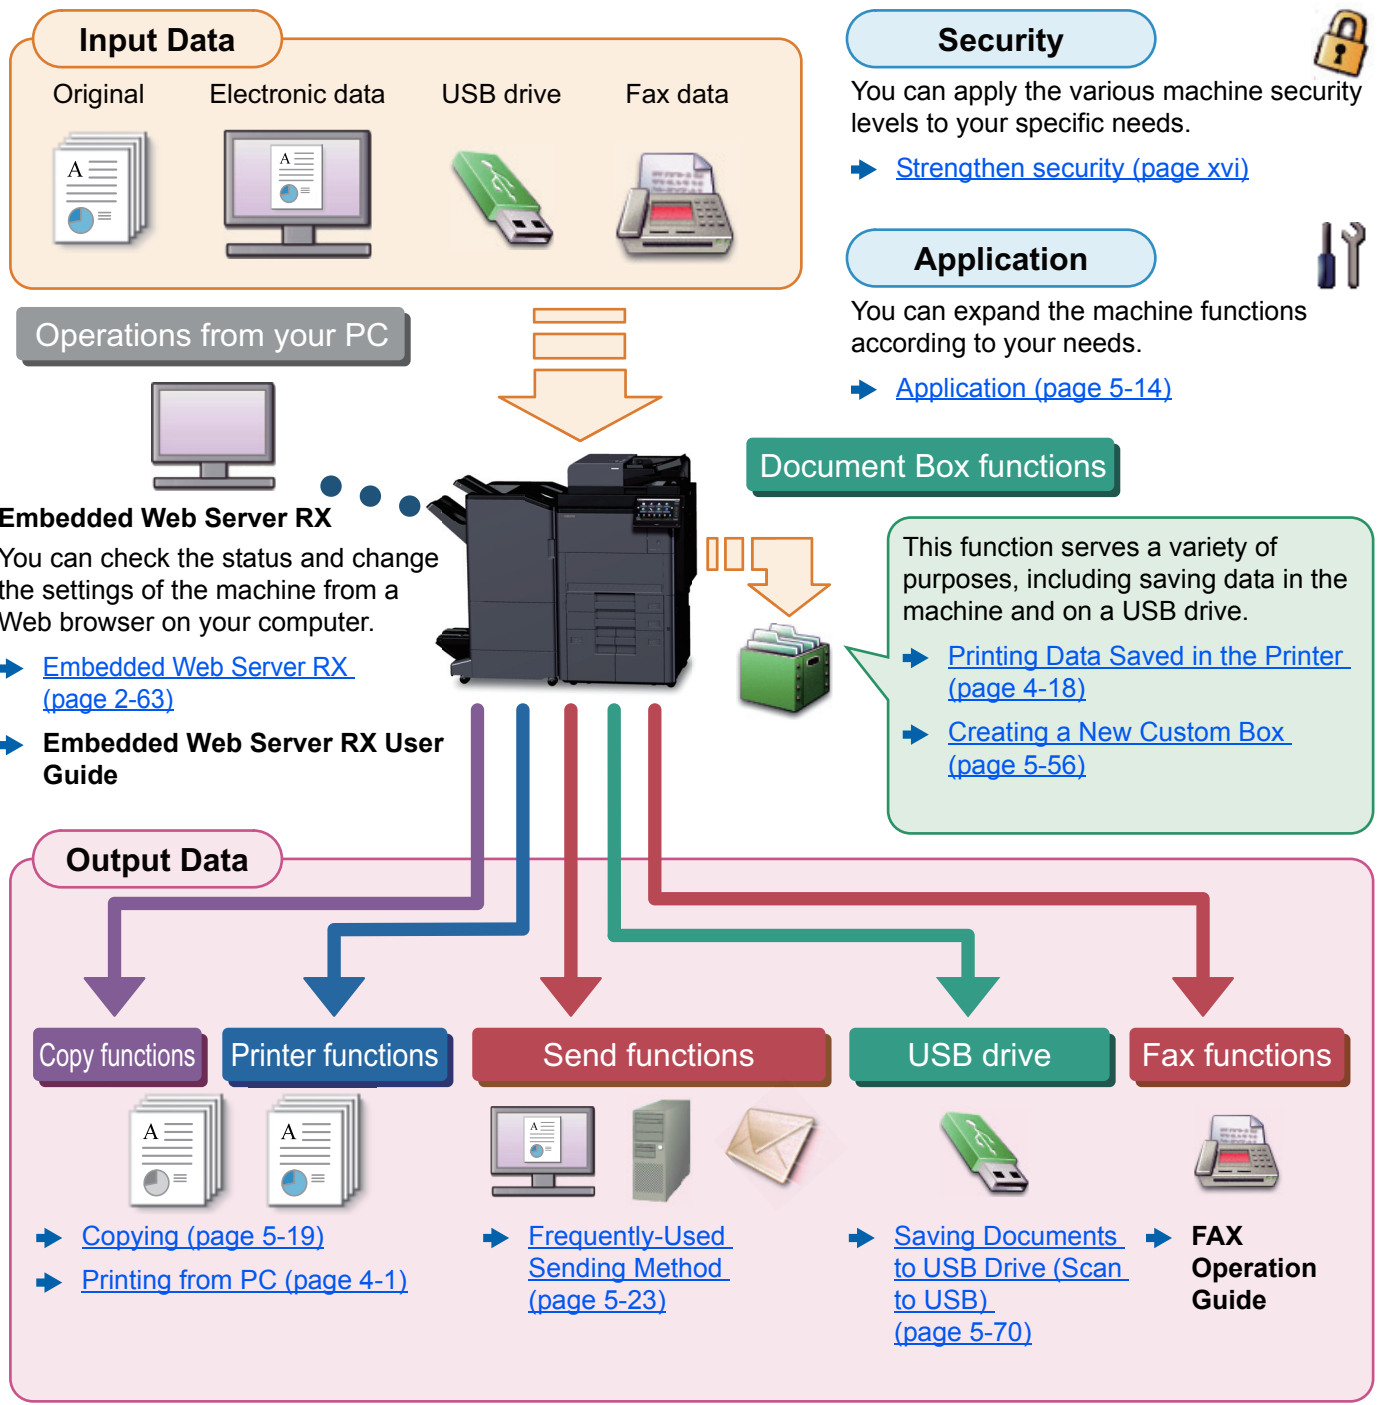 Input Data
Original
Electronic data
USB drive
Fax data
Security
You can apply the various machine security
levels to your specific needs.
Strengthen security (page xvi)
Application
You can expand the machine functions
according to your needs.
Application (page 5-14)
Operations from your PC
Embedded Web Server RX
You can check the status and change
the settings of the machine from a
Web browser on your computer.
Embedded Web Server RX
(page 2-63)
Embedded Web Server RX User
Guide
Document Box functions
This function serves a variety of
purposes, including saving data in the
machine and on a USB drive.
Printing Data Saved in the Printer
(page 4-18)
Creating a New Custom Box
(page 5-56)
Output Data
Copy functions
Printer functions
Send functions
USB drive
Fax functions
A
A
A
A
A
Copying (page 5-19)
Printing from PC (page 4-1)
Frequently-Used
Sending Method
(page 5-23)
Saving Documents
to USB Drive (Scan
to USB)
(page 5-70)
FAX
Operation
Guide